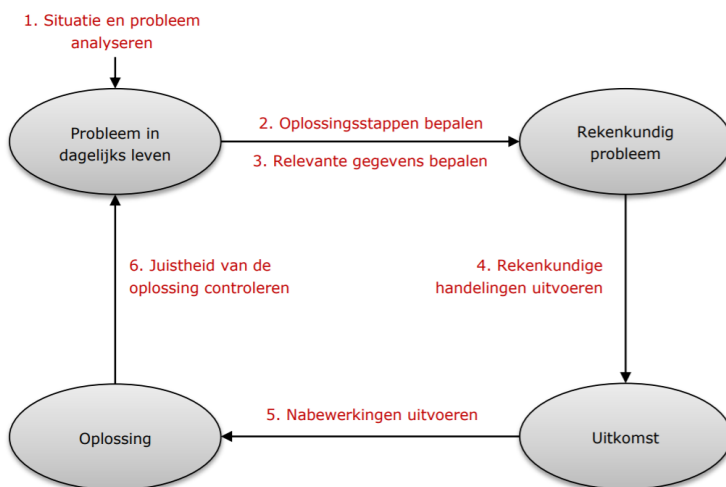 1. Situatie en probleem
analyseren
Probleem in
dagelijks leven
2. Oplossingsstappen bepalen
3. Relevante gegevens bepalen
Rekenkundig
probleem
4. Rekenkundige
handelingen uitvoeren
6. Juistheid van de
oplossing controleren
5. Nabewerkingen uitvoeren
Oplossing
Uitkomst